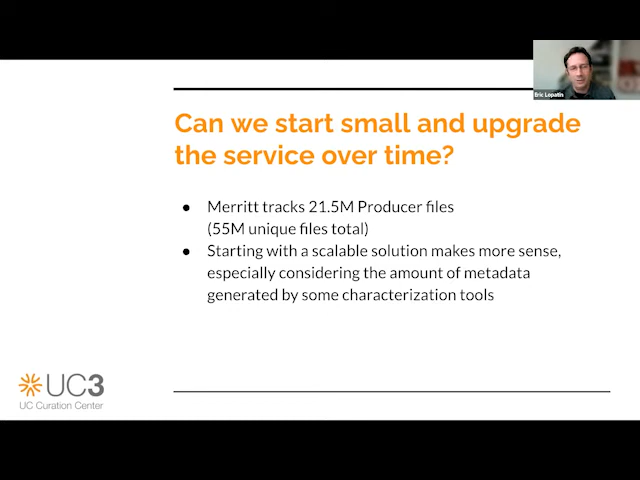 Eric Lopatin
Can we start small and upgrade
the service over time?
● Merritt tracks 21.5M Producer files
(55M unique files total)
● Starting with a scalable solution makes more sense,
especially considering the amount of metadata
generated by some characterization tools
UC3
UC Curation Center